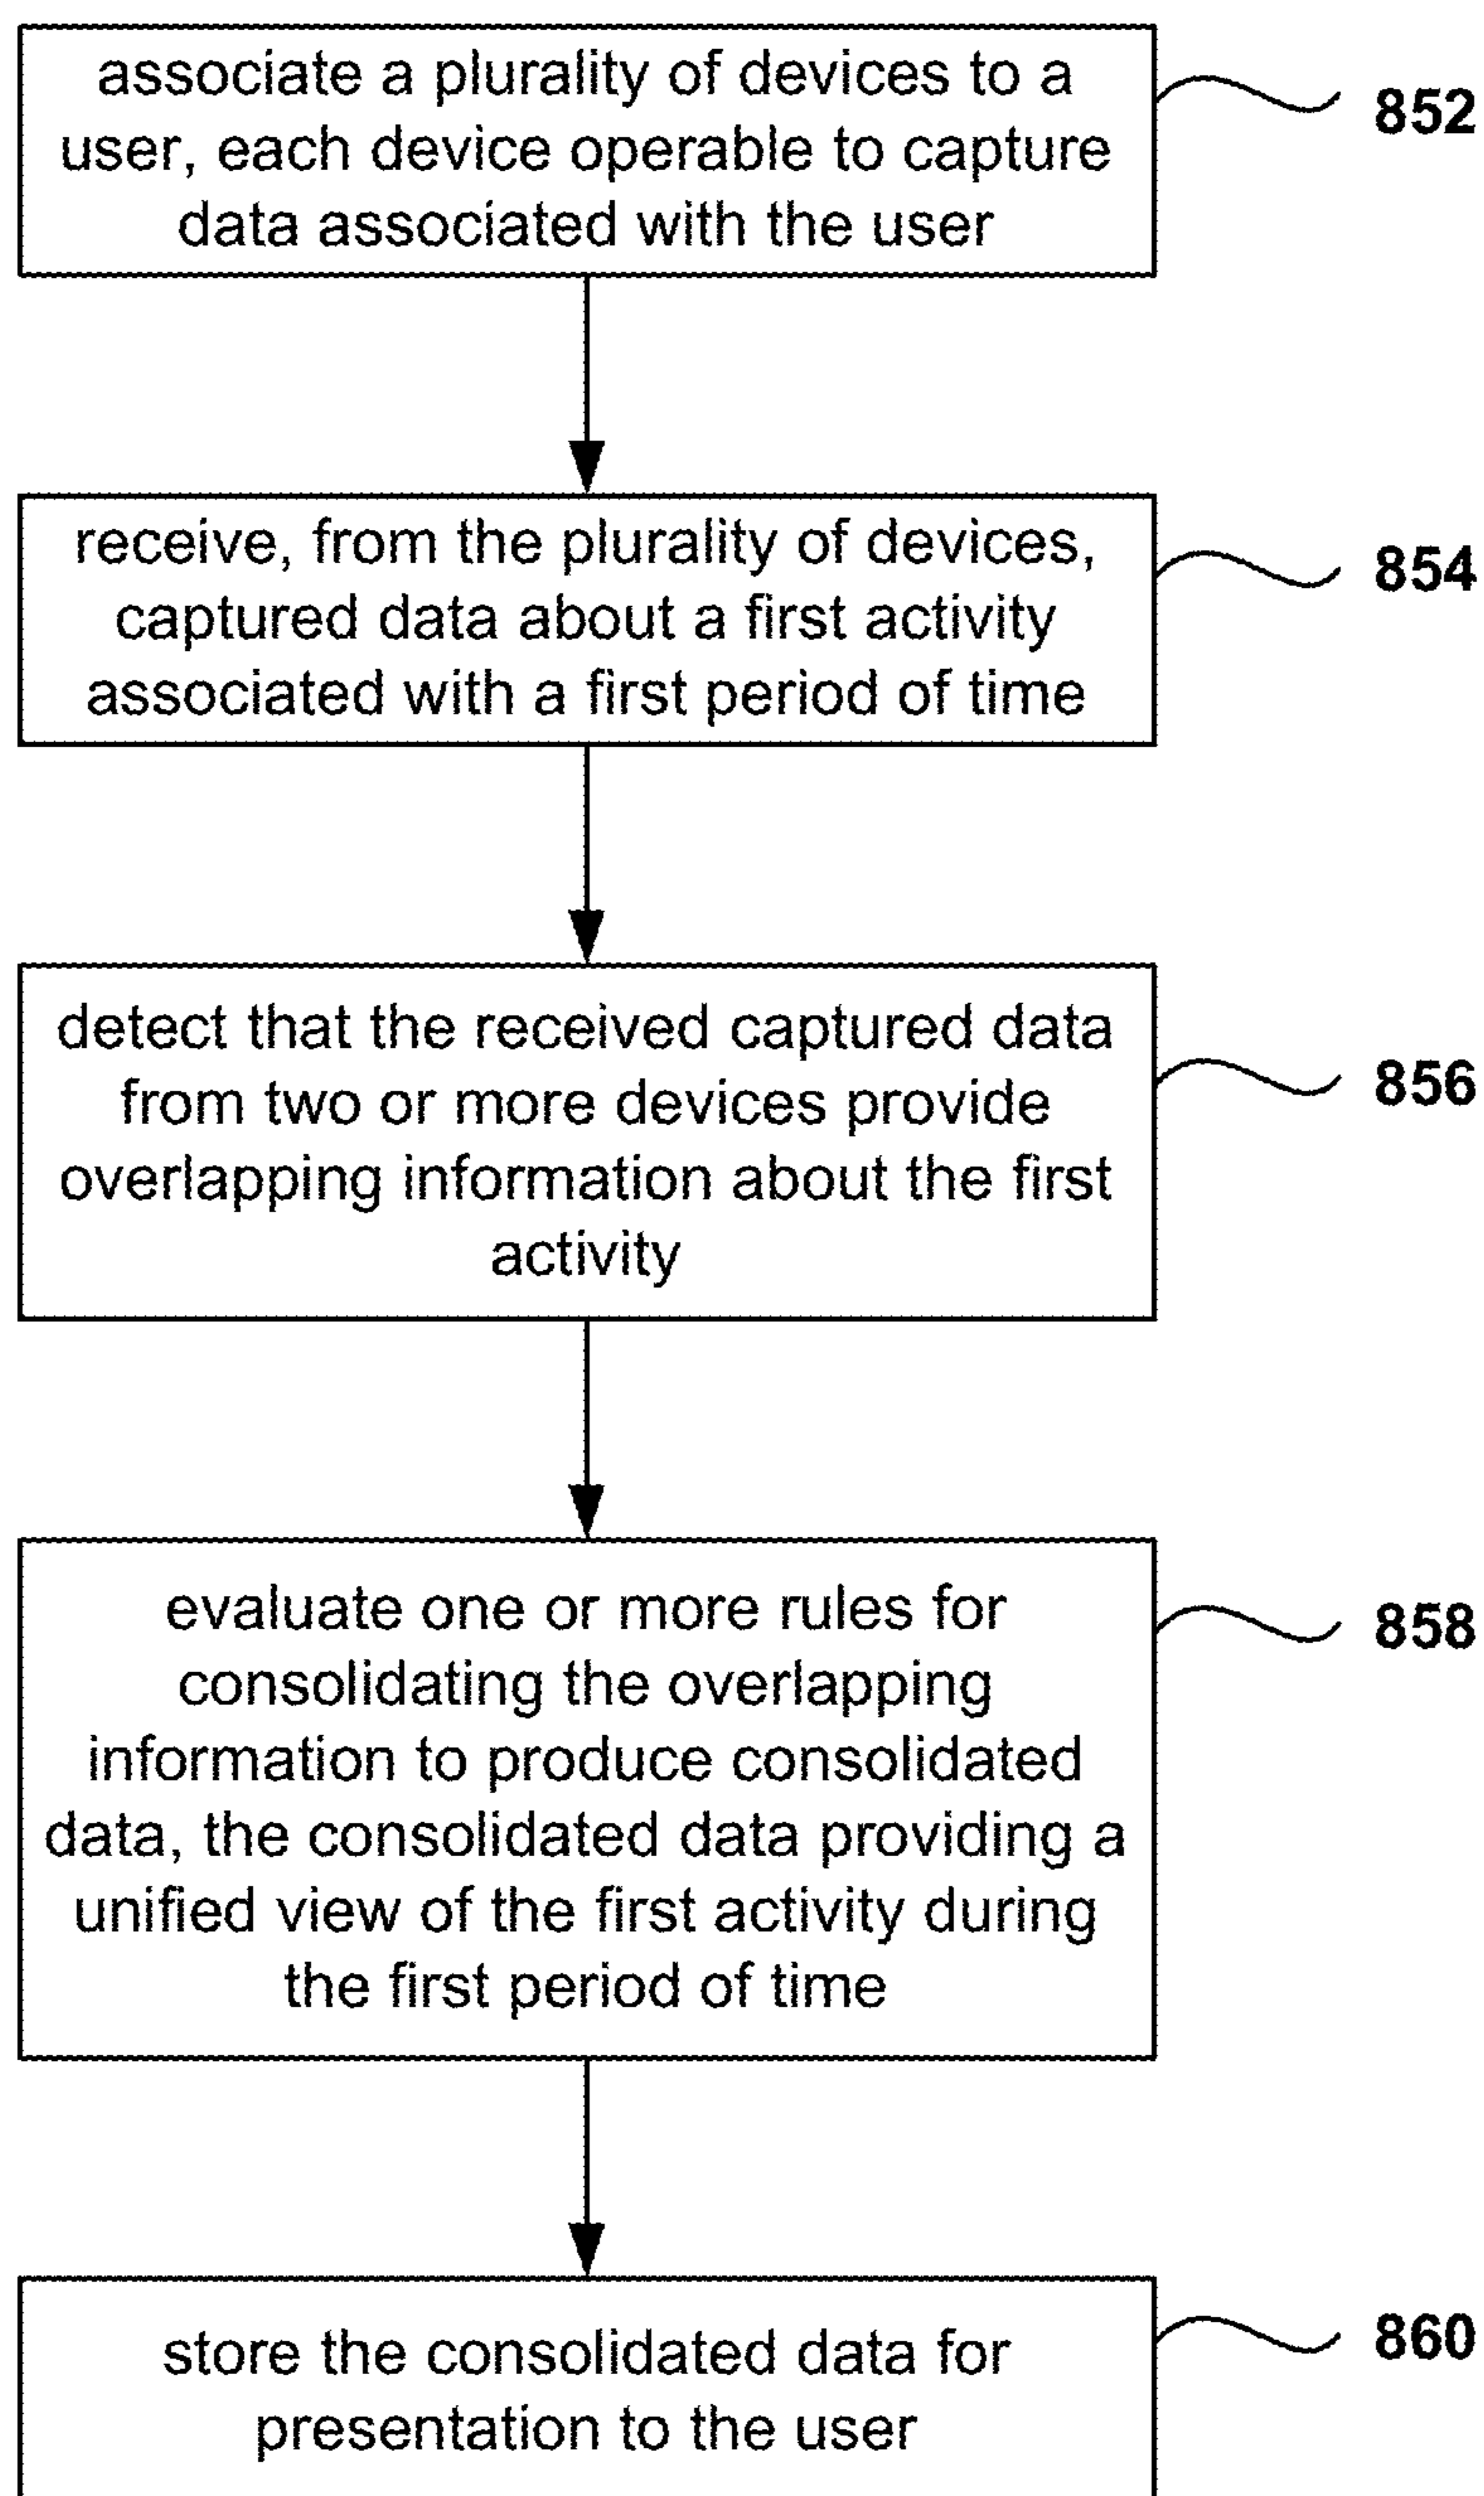 associate a plurality of devices to a
user, each device operable to capture
data associated with the user
852
receive, from the plurality of devices,
captured data about a first activity
associated with a first period of time
854
detect that the received captured data
from two or more devices provide
overlapping information about the first
activity
856
evaluate one or more rules for
consolidating the overlapping
information to produce consolidated
data, the consolidated data providing a
unified view of the first activity during
the first period of time
858
store the consolidated data for
presentation to the user
860